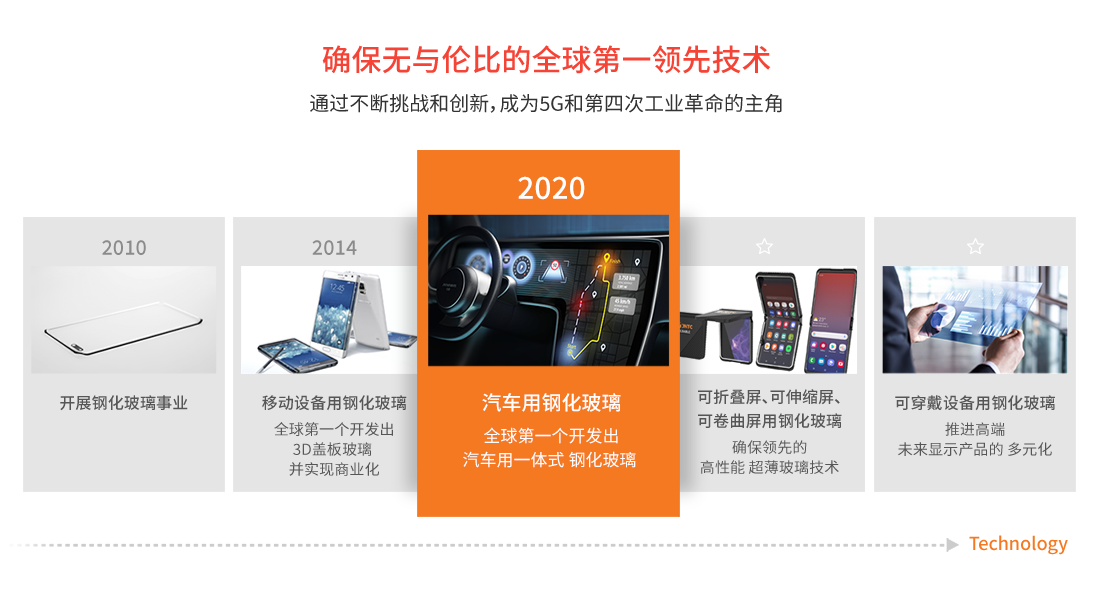 确保无与伦比的全球第一领先技术
通过不断挑战和创新，成为5G和第四次工业革命的主角
2010
开展钢化玻璃事业
2014
移动设备用钢化玻璃
全球第一个开发出
3D盖板玻璃
并实现商业化
2020
汽车用钢化玻璃
全球第一个开发出
汽车用一体式 钢化玻璃
可折叠屏、可伸缩屏、
可卷曲屏用钢化玻璃
确保领先的
高性能 超薄玻璃技术
可穿戴设备用钢化玻璃
推进高端
未来显示产品的 多元化
Technology